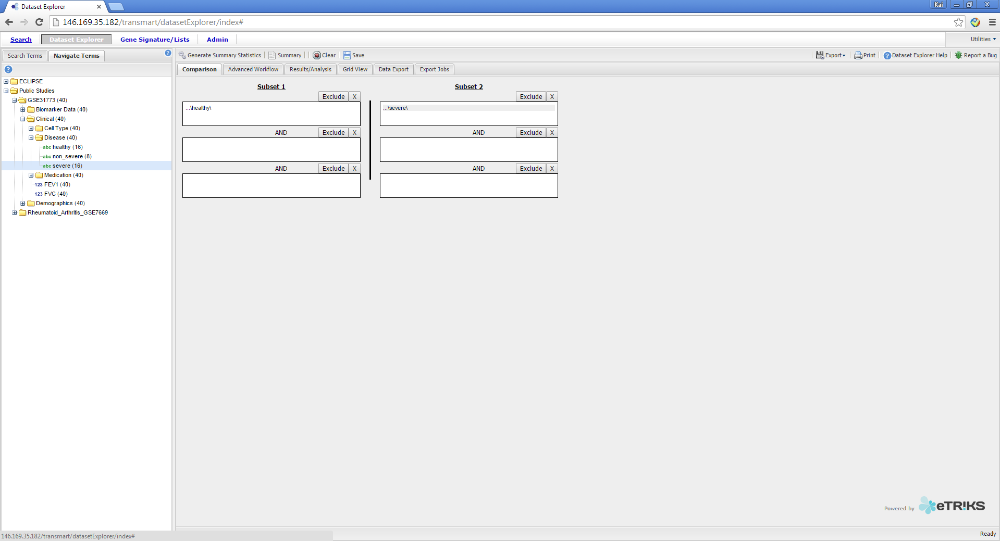 Dataset Explorer
Kai
146.169.35.182/transmart/datasetExplorer/index#
Search Dataset Explorer Gene Signature/Lists Admin Utilities
Search Terms Navigate Terms
Generate Summary Statistics Summary Clear Save Export Print Dataset Explorer Help Report a Bug
Comparison Advanced Workflow Results/Analysis Grid View Data Export Export Jobs
ECLIPSE
Public Studies
GSE31773 (40)
Biomarker Data (40)
Clinical (40)
Cell Type (40)
Disease (40)
abc healthy (16)
abc non_severe (8)
abc severe (16)
Medication (40)
123 FEV1 (40)
123 FVC (40)
Demographics (40)
Rheumatoid_Arthritis_GSE7669
Subset 1
Exclude X
...\healthy\
AND Exclude X
AND Exclude X
Subset 2
Exclude X
...\severe\
AND Exclude X
AND Exclude X
Powered by eTRIKS
146.169.35.182/transmart/datasetExplorer/index#
Ready